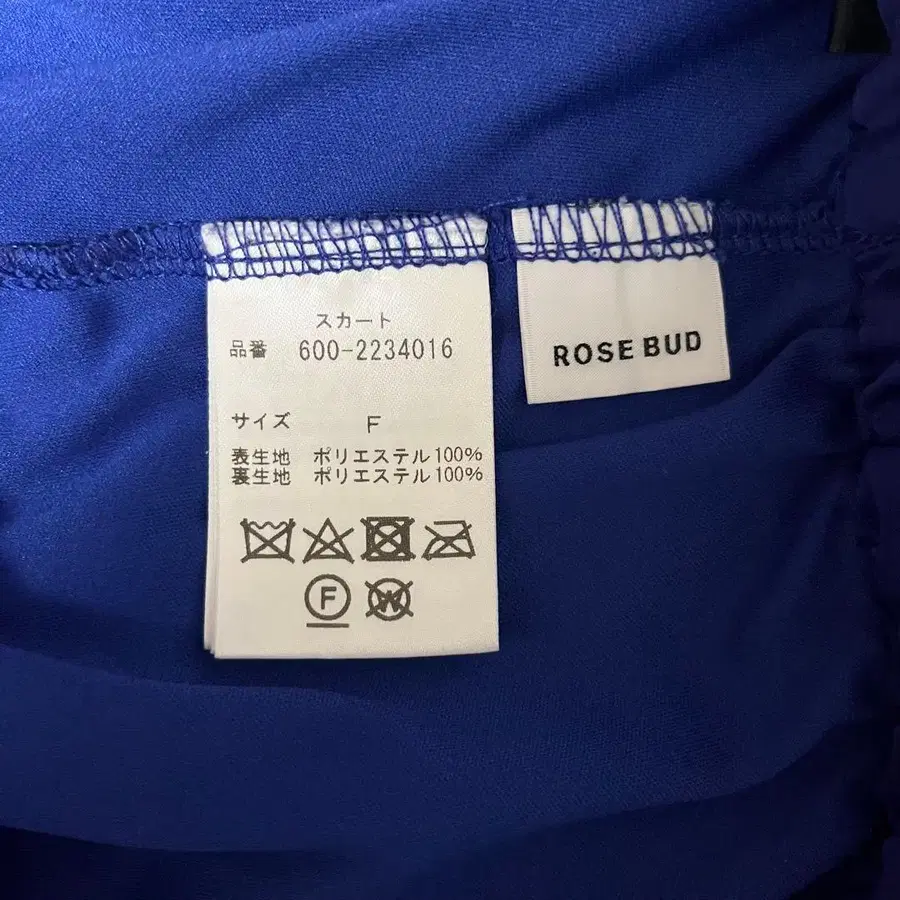 スカート
品番 600-2234016
サイズ F
表生地 ポリエステル100%
裏生地 ポリエステル100%
F W
ROSE BUD